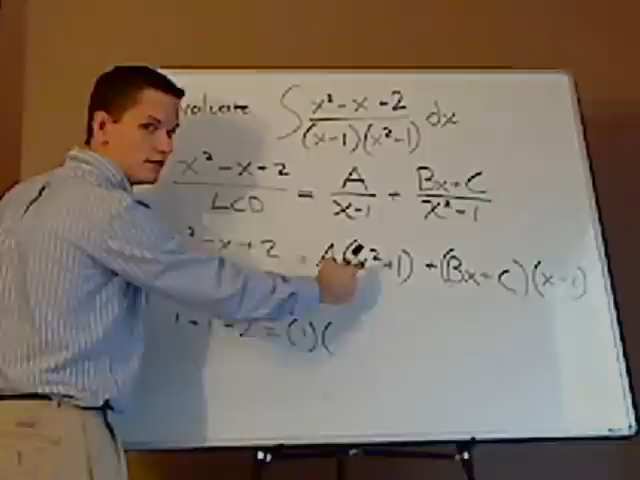 valuate ∫ x²-x+2 / (x-1)(x²-1) dx
x²-x+2 / LCD = A / x-1 + Bx+C / x²-1
²-x+2 = A(x²+1) + (Bx+C)(x-1)
1-1+2 = (1)(